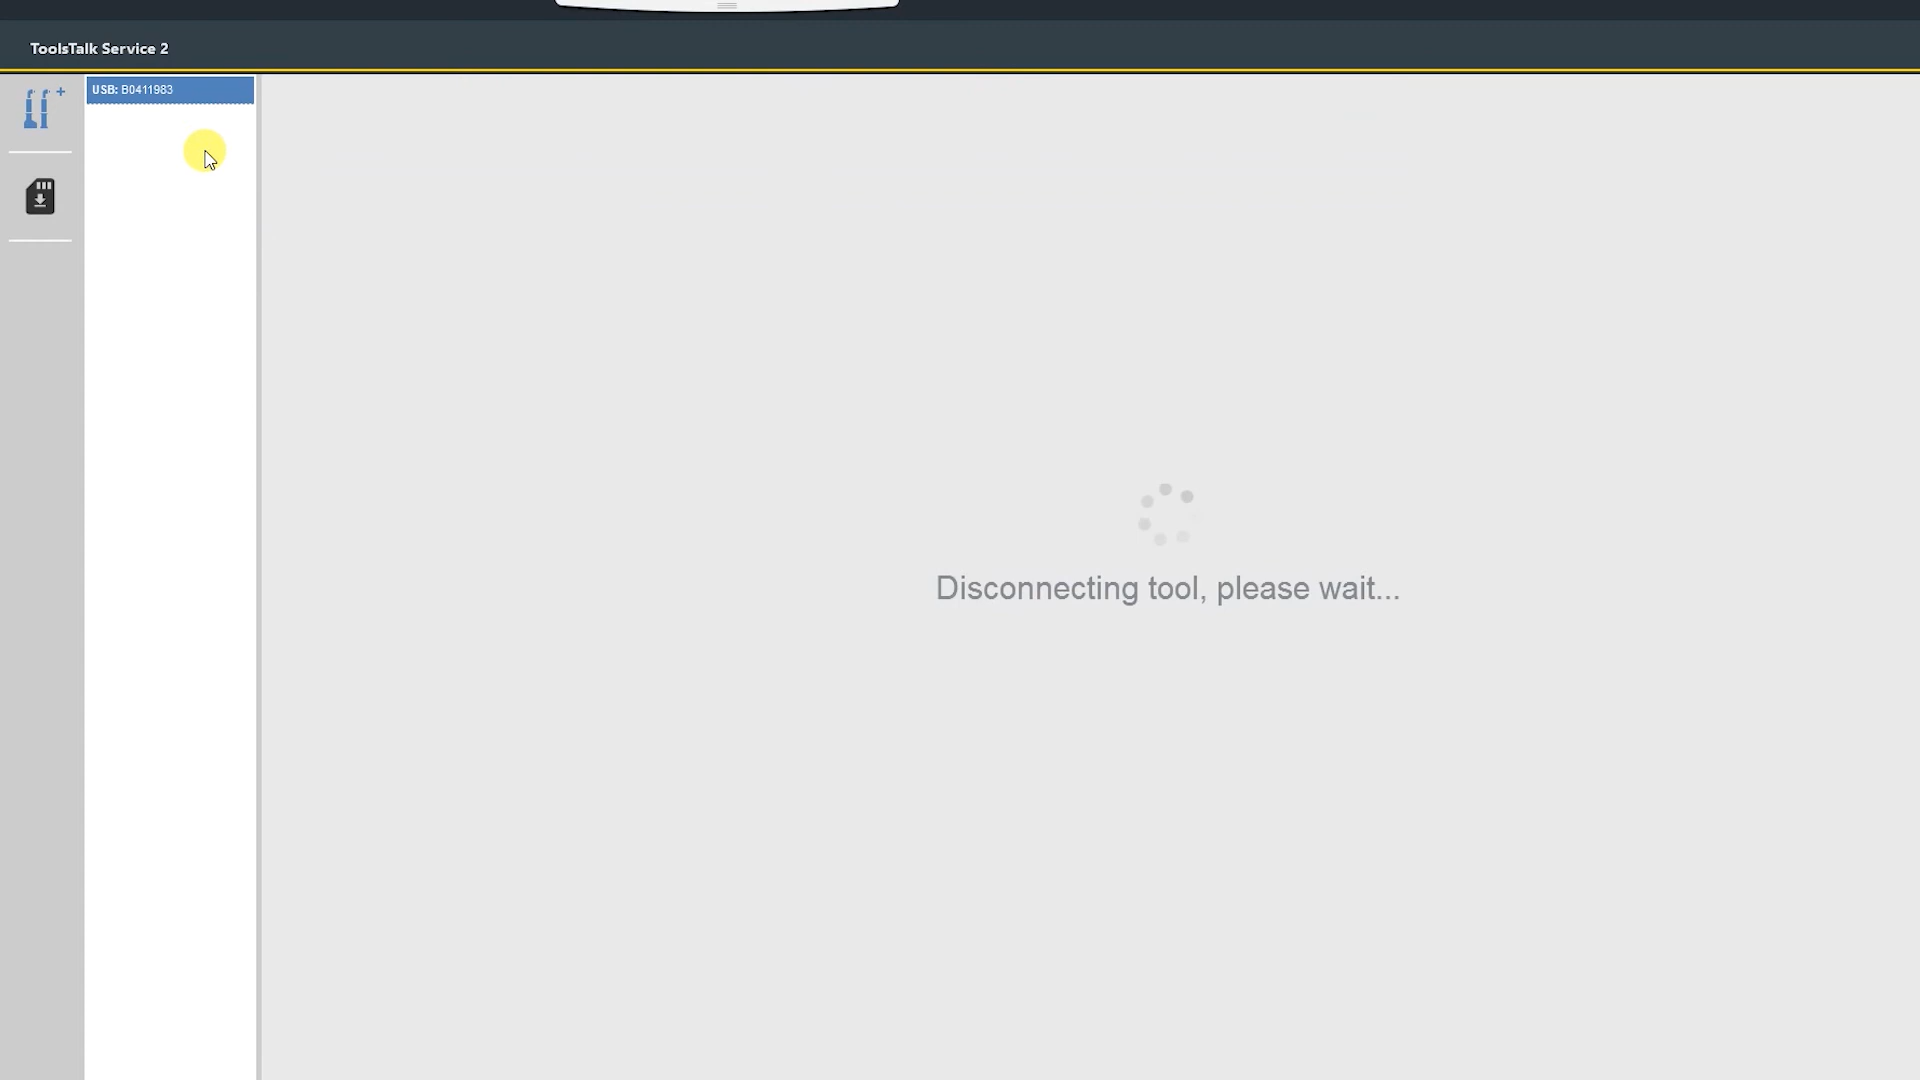 ToolsTalk Service 2
USB: B0411983
Disconnecting tool, please wait...